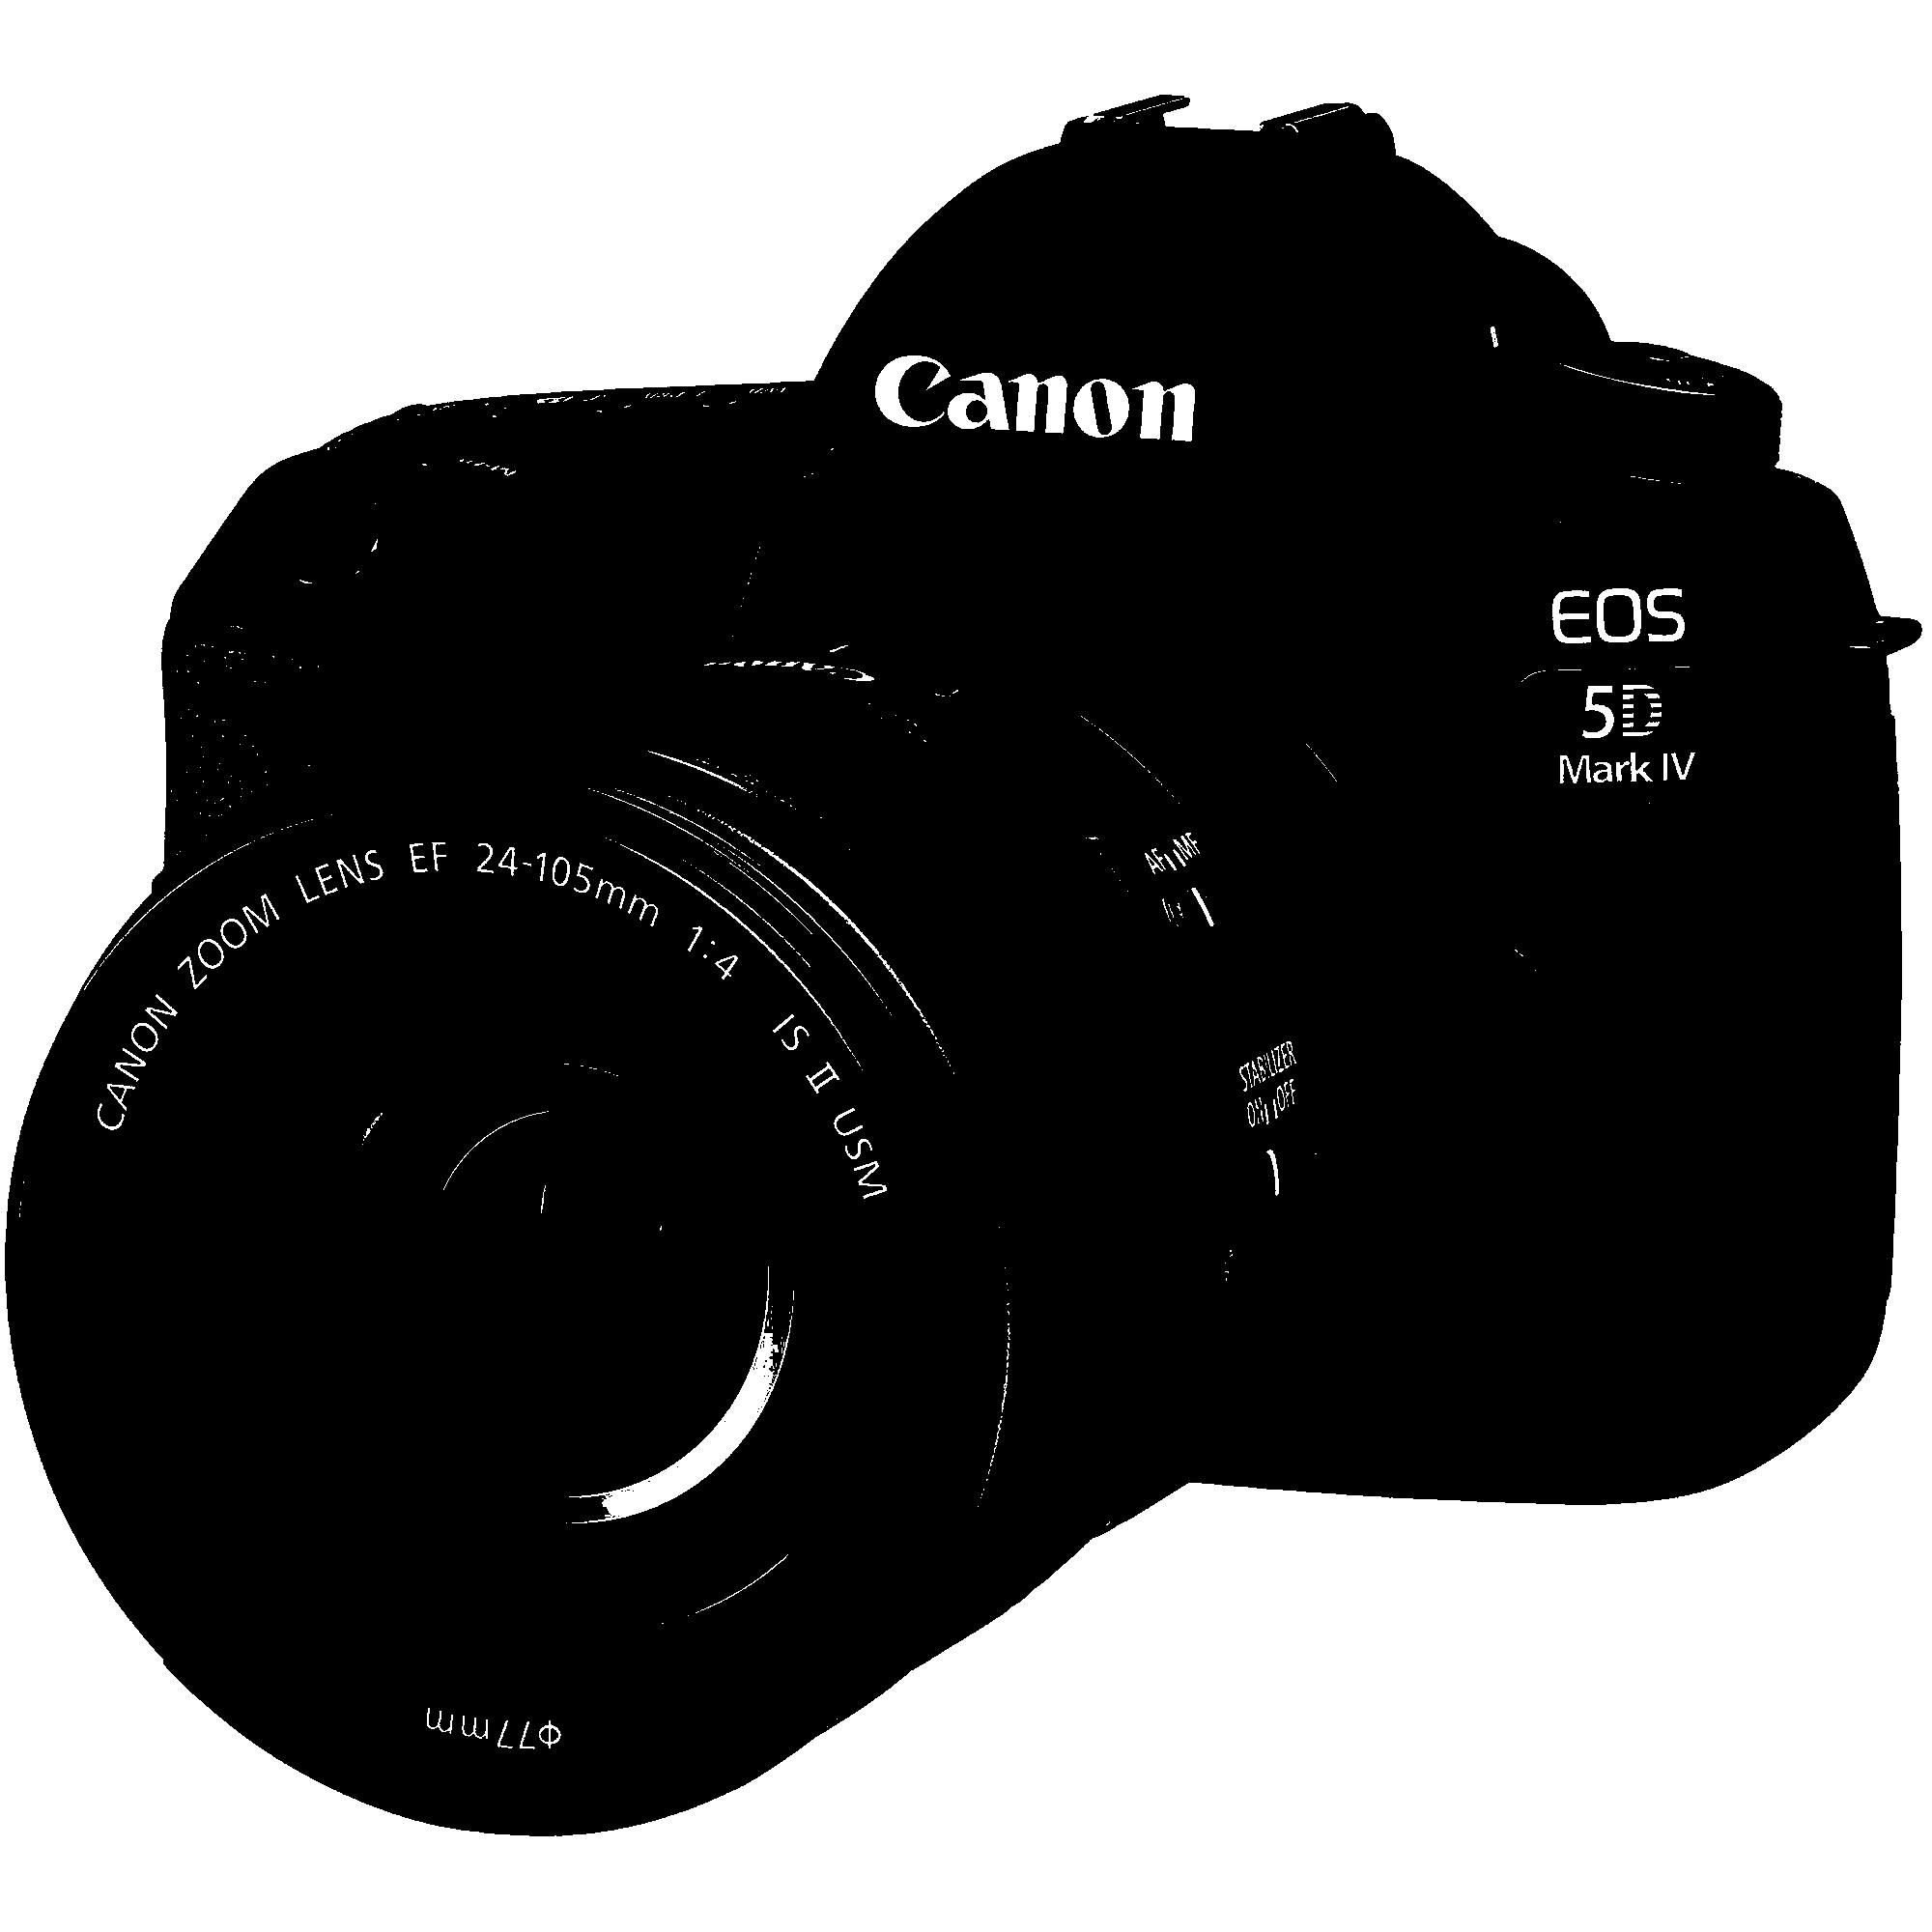 Canon
EOS
5D
Mark IV
CANON ZOOM LENS EF 24-105mm 1:4 IS II USM
AF MF
STABILIZER
ON OFF
φ77mm